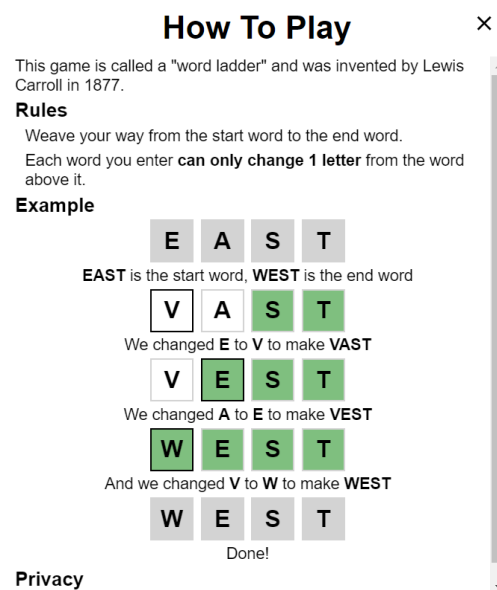 How To Play
×
This game is called a "word ladder" and was invented by Lewis
Carroll in 1877.
Rules
Weave your way from the start word to the end word.
Each word you enter can only change 1 letter from the word
above it.
Example
E A S T
EAST is the start word, WEST is the end word
V A S T
We changed E to V to make VAST
V E S T
We changed A to E to make VEST
W E S T
And we changed V to W to make WEST
W E S T
Done!
Privacy